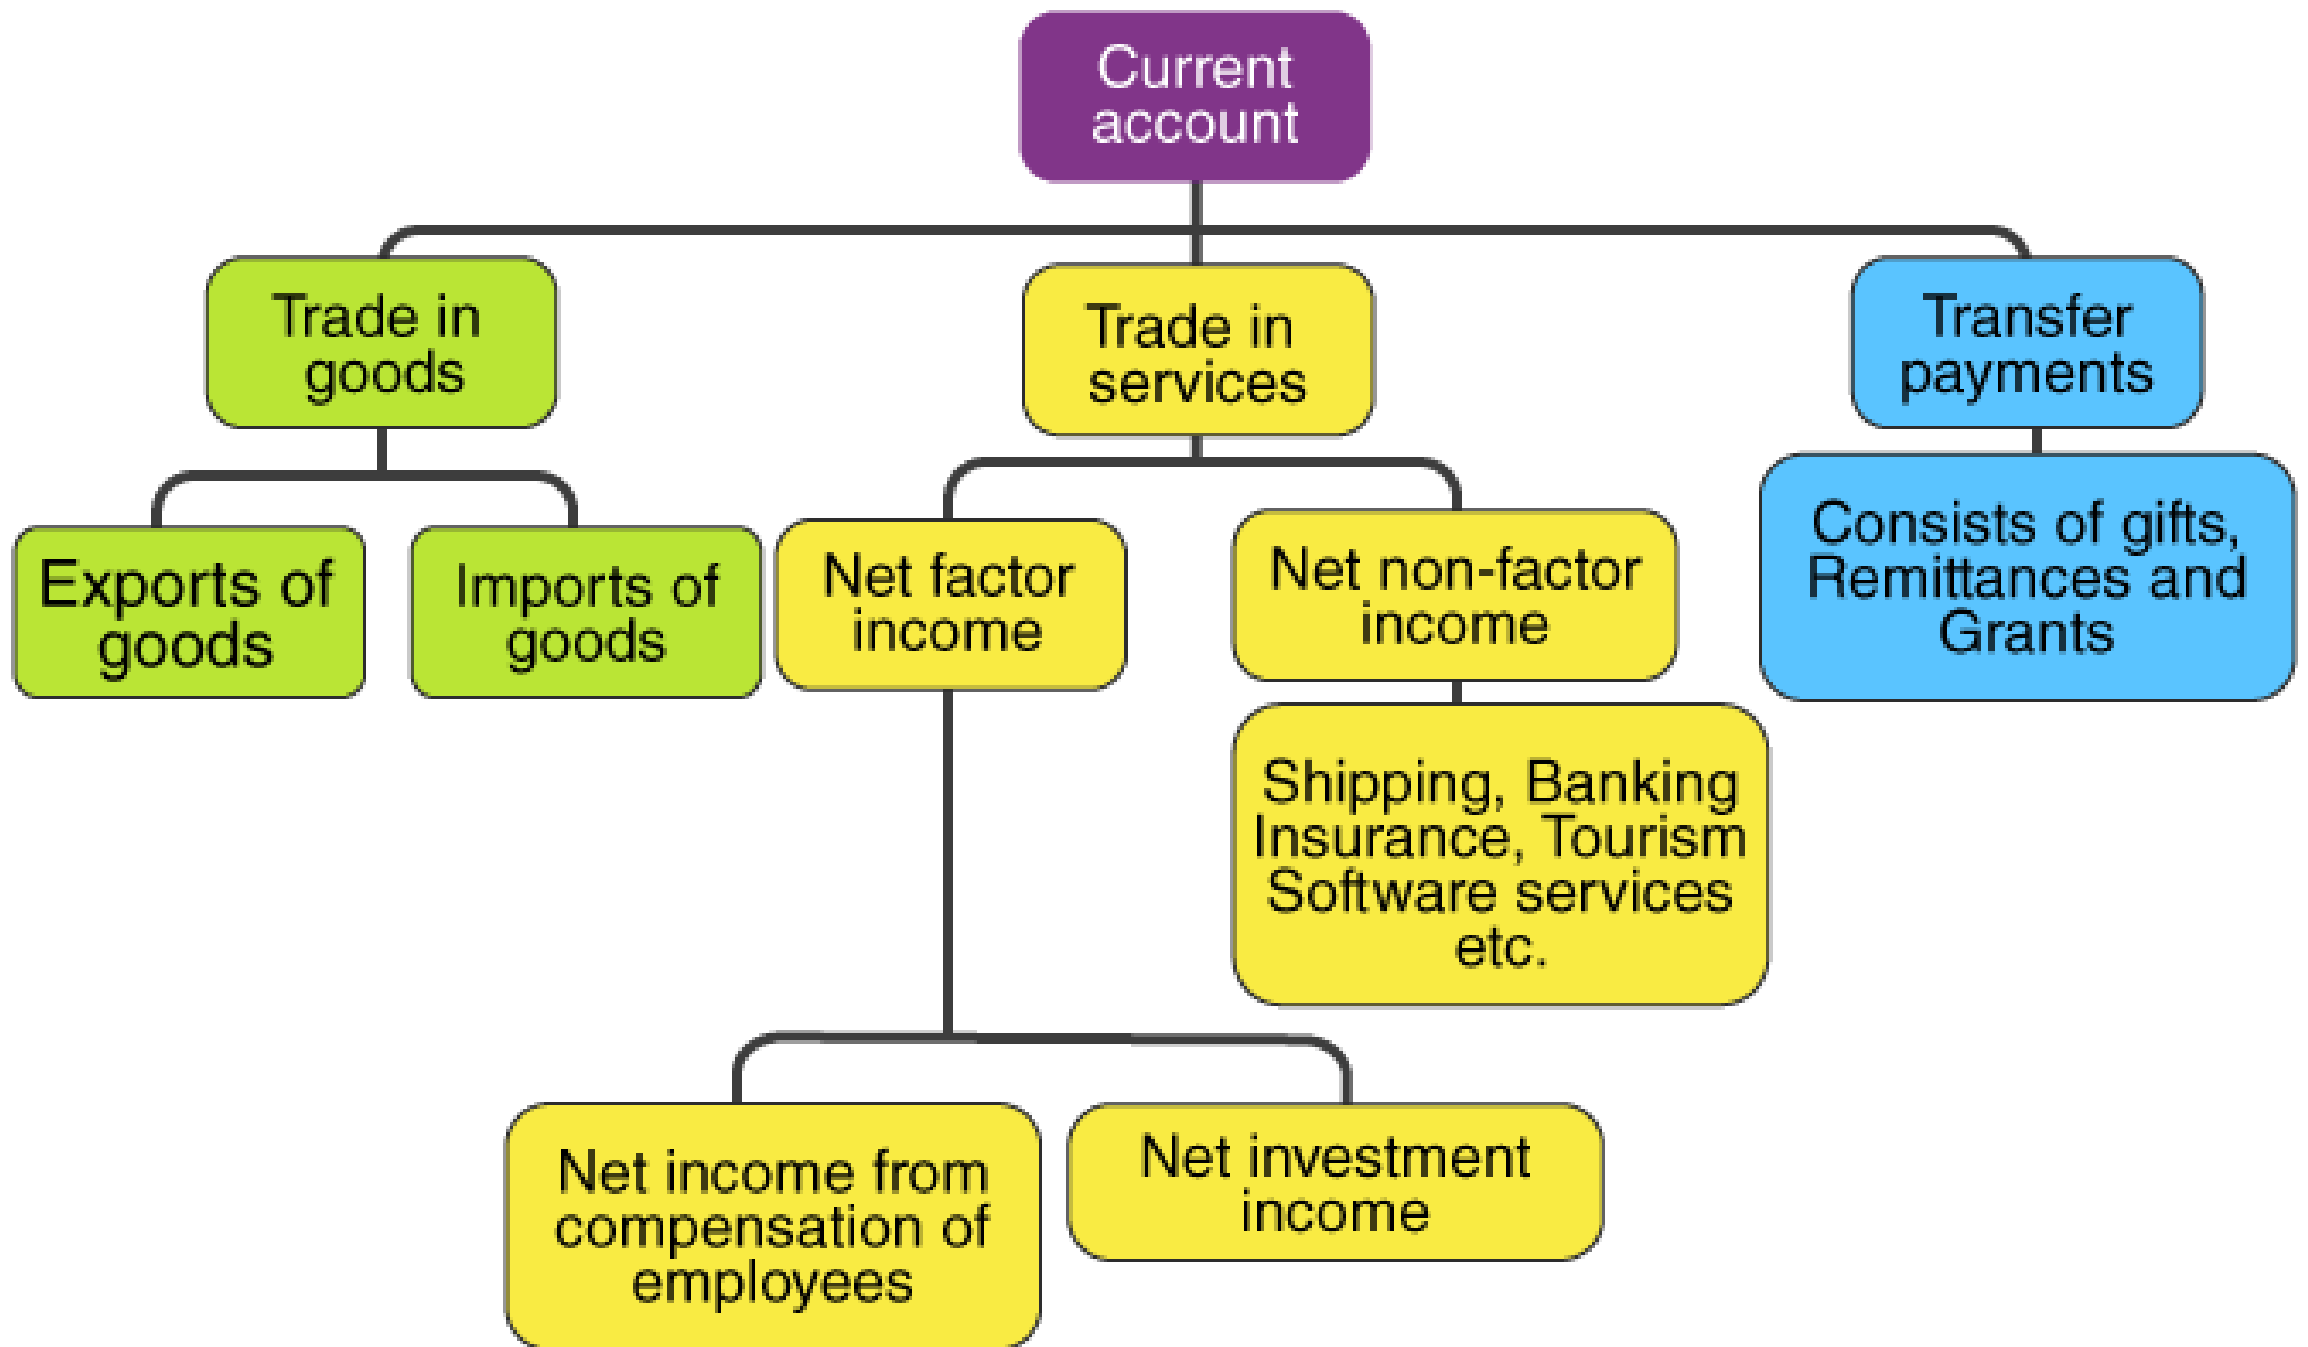 Current
account
Trade in
goods
Trade in
services
Transfer
payments
Exports of
goods
Imports of
goods
Net factor
income
Net non-factor
income
Consists of gifts,
Remittances and
Grants
Shipping, Banking
Insurance, Tourism
Software services
etc.
Net income from
compensation of
employees
Net investment
income